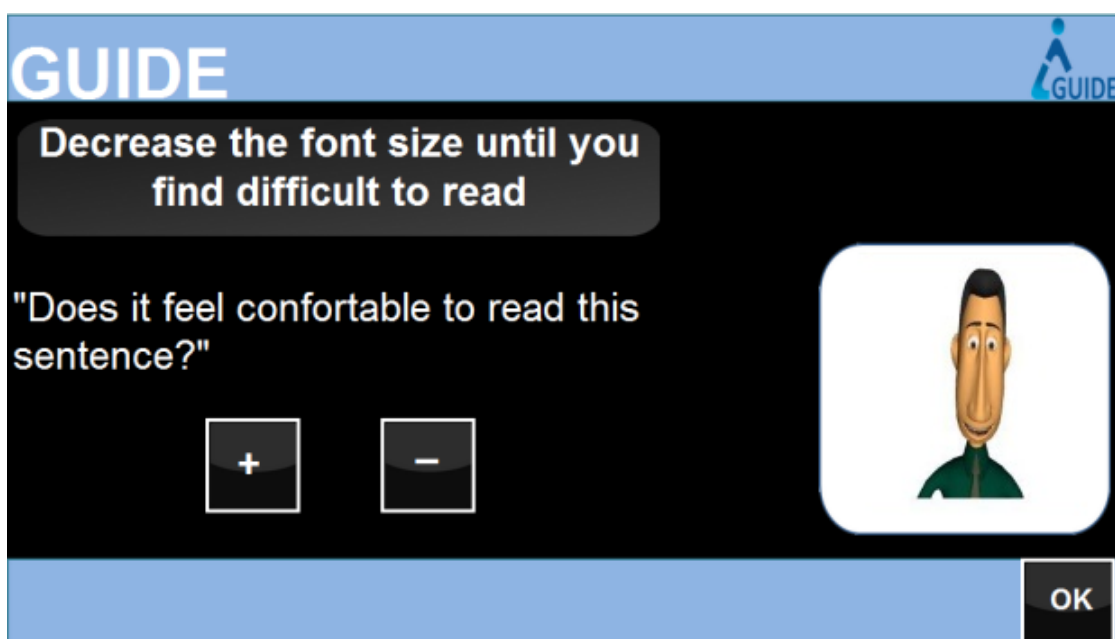 GUIDE
GUIDE
Decrease the font size until you
find difficult to read
"Does it feel confortable to read this
sentence?"
+ −
OK